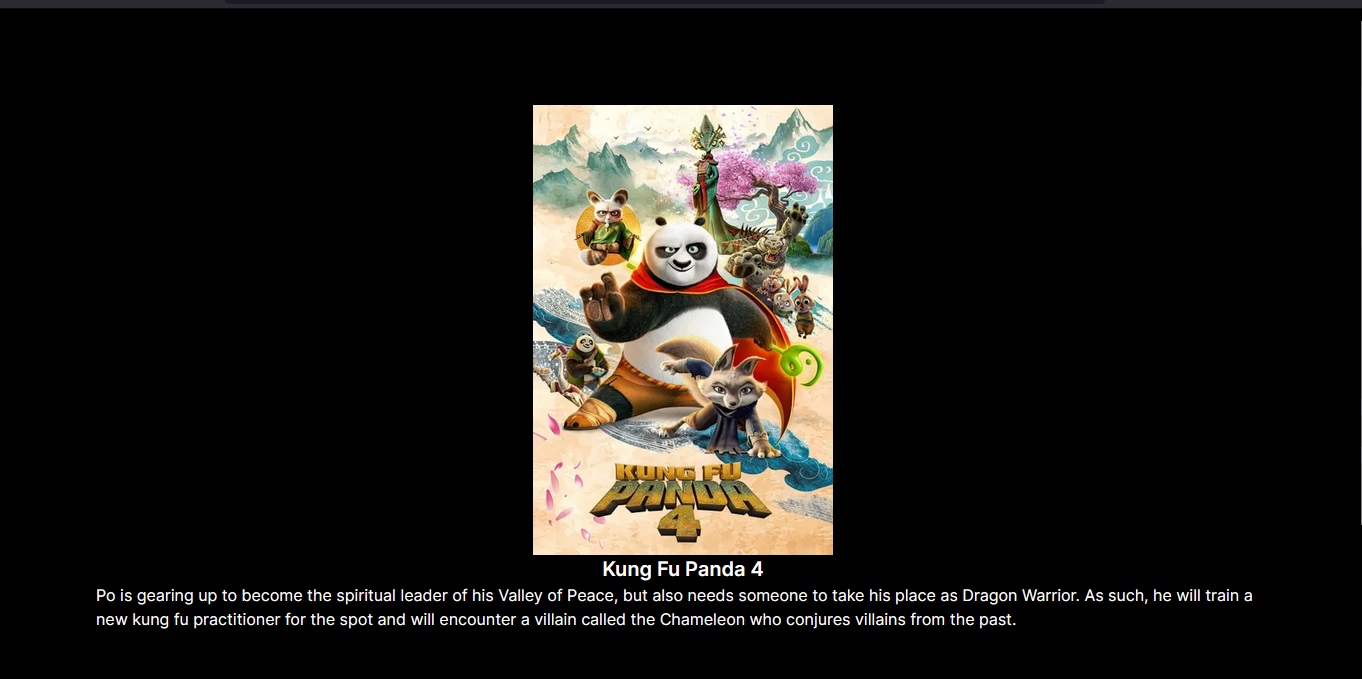 KUNG FU
PANDA
4
Kung Fu Panda 4
Po is gearing up to become the spiritual leader of his Valley of Peace, but also needs someone to take his place as Dragon Warrior. As such, he will train a
new kung fu practitioner for the spot and will encounter a villain called the Chameleon who conjures villains from the past.